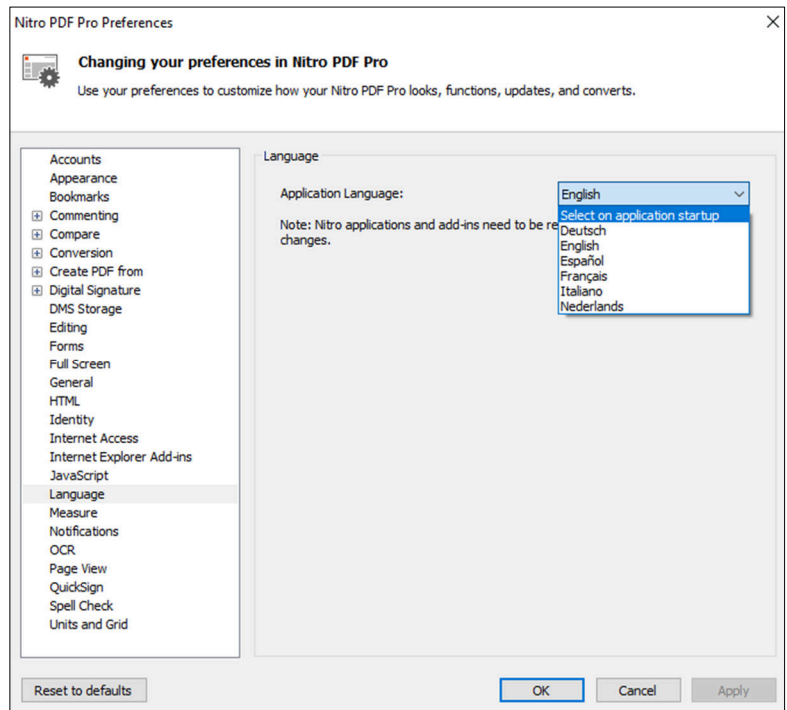 Nitro PDF Pro Preferences
Changing your preferences in Nitro PDF Pro
Use your preferences to customize how your Nitro PDF Pro looks, functions, updates, and converts.
Accounts
Appearance
Bookmarks
Commenting
Compare
Conversion
Create PDF from
Digital Signature
DMS Storage
Editing
Forms
Full Screen
General
HTML
Identity
Internet Access
Internet Explorer Add-ins
JavaScript
Language
Measure
Notifications
OCR
Page View
QuickSign
Spell Check
Units and Grid
Language
Application Language:
English
Note: Nitro applications and add-ins need to be re
changes.
Select on application startup
Deutsch
English
Español
Français
Italiano
Nederlands
Reset to defaults
OK
Cancel
Apply